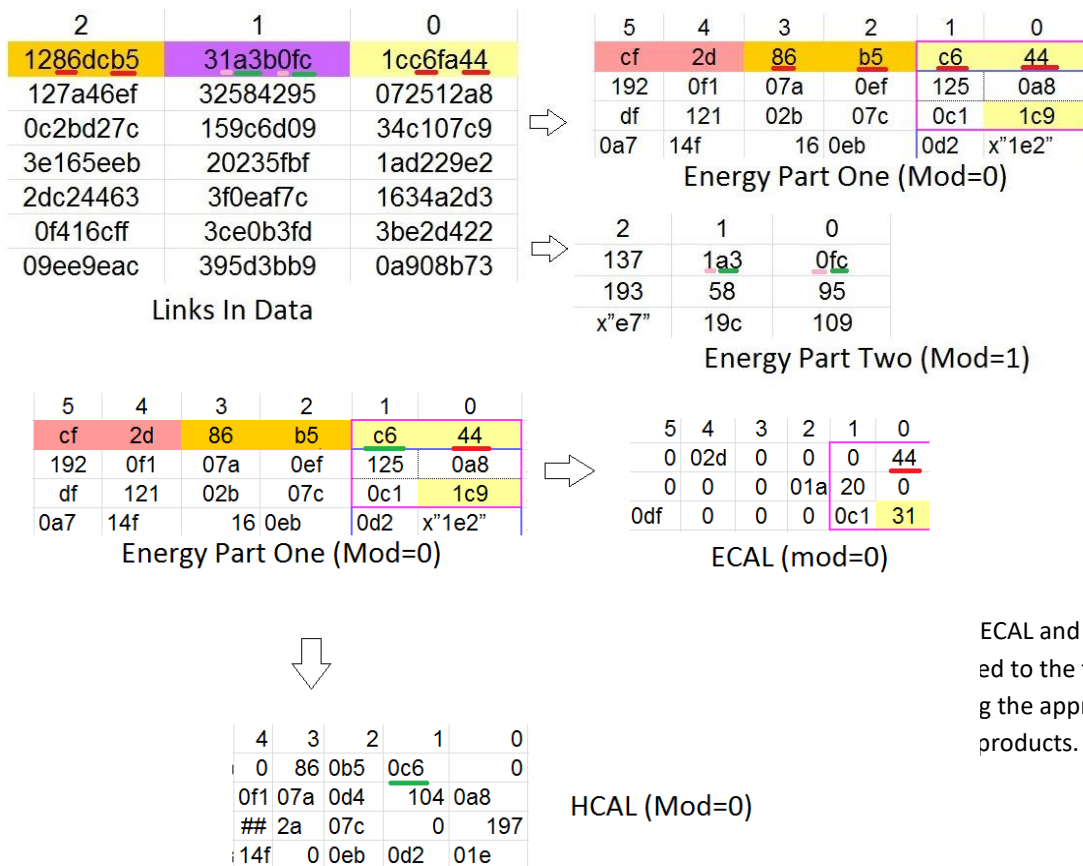 2 1 0
1286dcb5 31a3b0fc 1cc6fa44
127a46ef 32584295 072512a8
0c2bd27c 159c6d09 34c107c9
3e165eeb 20235fbf 1ad229e2
2dc24463 3f0eaf7c 1634a2d3
0f416cff 3ce0b3fd 3be2d422
09ee9eac 395d3bb9 0a908b73
Links In Data
5 4 3 2 1 0
cf 2d 86 b5 c6 44
192 0f1 07a 0ef 125 0a8
df 121 02b 07c 0c1 1c9
0a7 14f 16 0eb 0d2 x"1e2"
Energy Part One (Mod=0)
2 1 0
137 1a3 0fc
193 58 95
x"e7" 19c 109
Energy Part Two (Mod=1)
5 4 3 2 1 0
cf 2d 86 b5 c6 44
192 0f1 07a 0ef 125 0a8
df 121 02b 07c 0c1 1c9
0a7 14f 16 0eb 0d2 x"1e2"
Energy Part One (Mod=0)
5 4 3 2 1 0
0 02d 0 0 0 44
0 0 0 01a 20 0
0df 0 0 0 0c1 31
ECAL (mod=0)
ECAL and
ed to the
g the appr
products.
4 3 2 1 0
0 86 0b5 0c6 0
0f1 07a 0d4 104 0a8
## 2a 07c 0 197
14f 0 0eb 0d2 01e
HCAL (Mod=0)